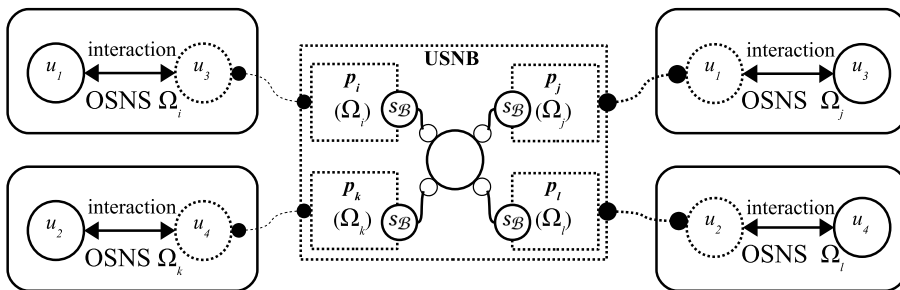 interaction
u₁ u₃
OSNS Ωᵢ
interaction
u₂ u₄
OSNS Ωₖ
USNB
pᵢ pⱼ
(Ωᵢ) sℬ sℬ (Ωⱼ)
pₖ pₗ
(Ωₖ) sℬ sℬ (Ωₗ)
interaction
u₁ u₃
OSNS Ωⱼ
interaction
u₂ u₄
OSNS Ωₗ